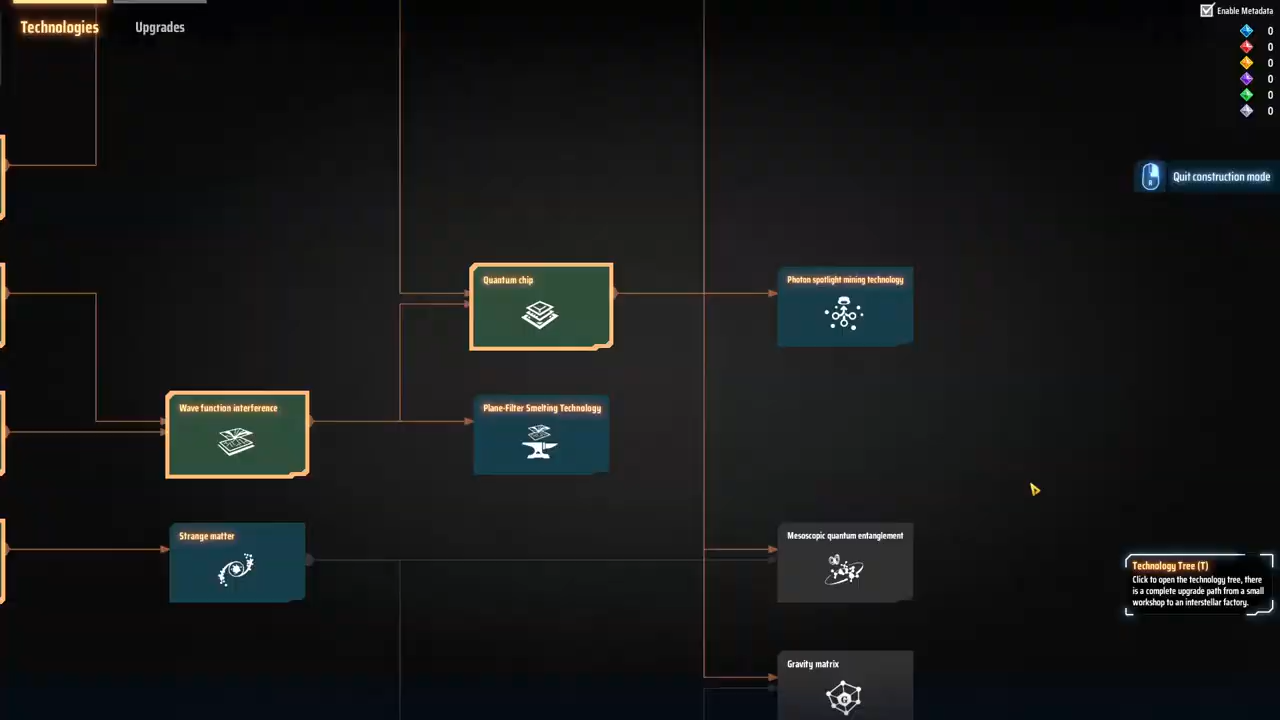 Technologies
Upgrades
Enable Metadata
0
0
0
0
0
0
R
Quit construction mode
Quantum chip
Photon spotlight mining technology
Wave function interference
Plane-Filter Smelting Technology
Strange matter
Mesoscopic quantum entanglement
Technology Tree (T)
Click to open the technology tree, there
is a complete upgrade path from a small
workshop to an interstellar factory.
Gravity matrix
G